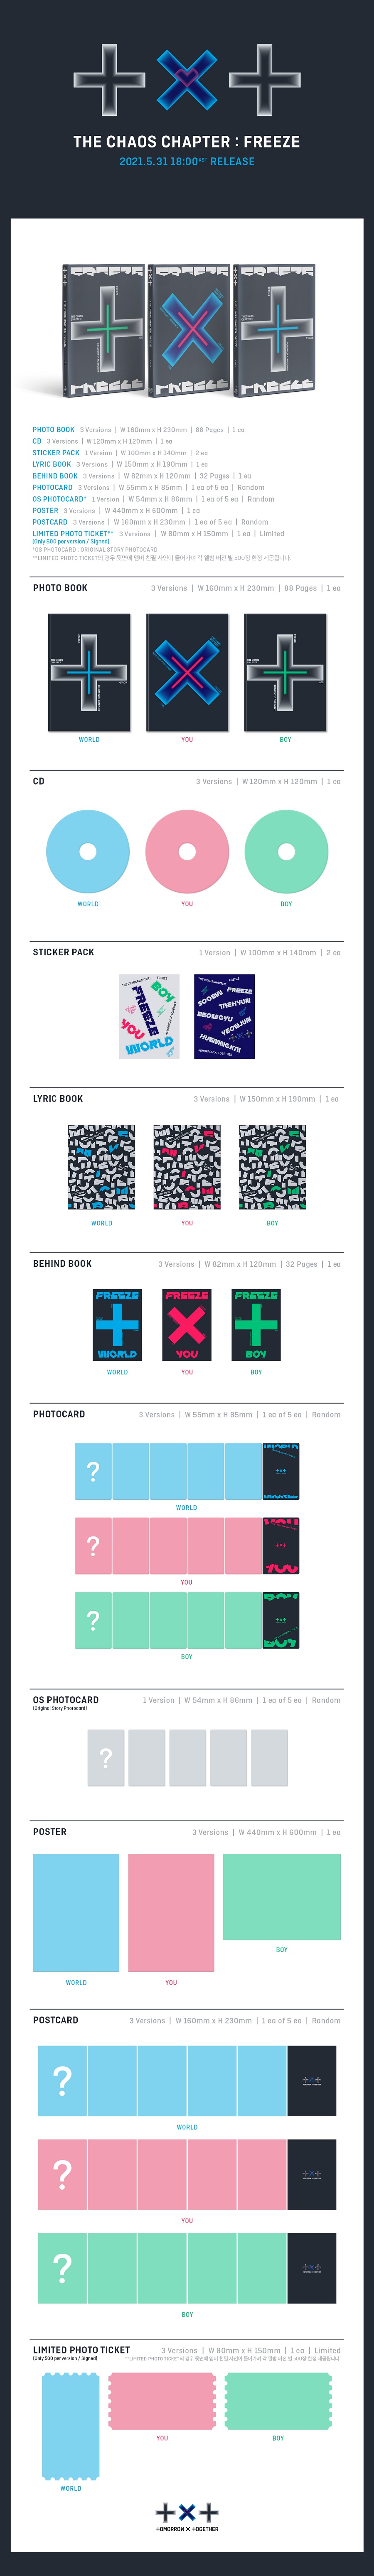 THE CHAOS CHAPTER : FREEZE
2021.5.31 18:00KST RELEASE
FREEZE FREEZE FREEZE
PHOTO BOOK 3 Versions | W 160mm x H 230mm | 88 Pages | 1 ea
CD 3 Versions | W 120mm x H 120mm | 1 ea
STICKER PACK 1 Version | W 100mm x H 140mm | 2 ea
LYRIC BOOK 3 Versions | W 150mm x H 190mm | 1 ea
BEHIND BOOK 3 Versions | W 82mm x H 120mm | 32 Pages | 1 ea
PHOTOCARD 3 Versions | W 55mm x H 85mm | 1 ea of 5 ea | Random
OS PHOTOCARD* 1 Version | W 54mm x H 86mm | 1 ea of 5 ea | Random
POSTER 3 Versions | W 440mm x H 600mm | 1 ea
POSTCARD 3 Versions | W 160mm x H 230mm | 1 ea of 5 ea | Random
LIMITED PHOTO TICKET** 3 Versions | W 80mm x H 150mm | 1 ea | Limited
(Only 500 per version / Signed)
*OS PHOTOCARD : ORIGINAL STORY PHOTOCARD
**LIMITED PHOTO TICKET의 경우 뒷면에 멤버 친필 사인이 들어가며 각 앨범 버전 별 500장 한정 제공됩니다.
PHOTO BOOK 3 Versions | W 160mm x H 230mm | 88 Pages | 1 ea
WORLD YOU BOY
CD 3 Versions | W 120mm x H 120mm | 1 ea
WORLD YOU BOY
STICKER PACK 1 Version | W 100mm x H 140mm | 2 ea
THE CHAOS CHAPTER : FREEZE
BOY
FREEZE
YOU
WORLD
TOMORROW X TOGETHER
THE CHAOS CHAPTER : FREEZE
SOOBIN FREEZE
TAEHYUN
BEOMGYU
YEONJUN
HUENINGKAI
TOMORROW X TOGETHER
LYRIC BOOK 3 Versions | W 150mm x H 190mm | 1 ea
WORLD YOU BOY
BEHIND BOOK 3 Versions | W 82mm x H 120mm | 32 Pages | 1 ea
FREEZE FREEZE FREEZE
WORLD YOU BOY
WORLD YOU BOY
PHOTOCARD 3 Versions | W 55mm x H 85mm | 1 ea of 5 ea | Random
?
WORLD
?
YOU
?
BOY
OS PHOTOCARD 1 Version | W 54mm x H 86mm | 1 ea of 5 ea | Random
(Original Story Photocard)
?
POSTER 3 Versions | W 440mm x H 600mm | 1 ea
BOY
WORLD YOU
POSTCARD 3 Versions | W 160mm x H 230mm | 1 ea of 5 ea | Random
?
WORLD
?
YOU
?
BOY
LIMITED PHOTO TICKET 3 Versions | W 80mm x H 150mm | 1 ea | Limited
(Only 500 per version / Signed) **LIMITED PHOTO TICKET의 경우 뒷면에 멤버 친필 사인이 들어가며 각 앨범 버전 별 500장 한정 제공됩니다.
YOU BOY
WORLD
TOMORROW X TOGETHER